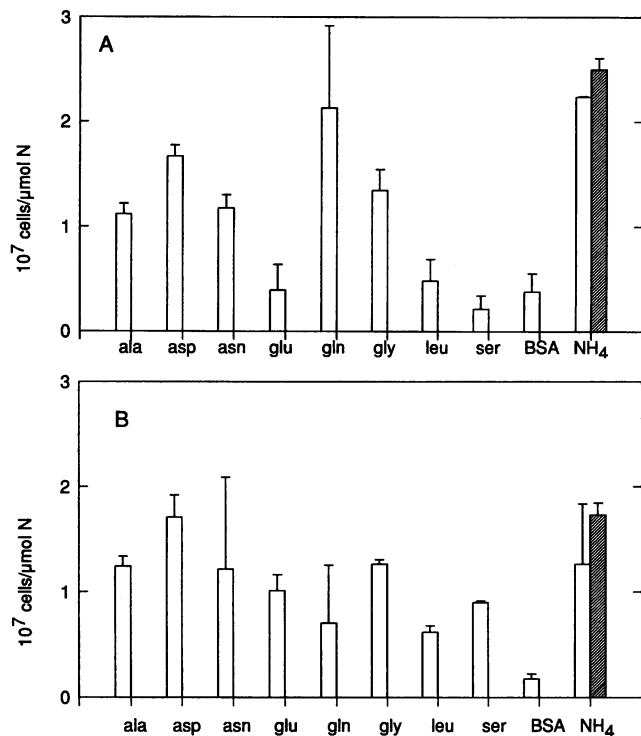 A
3
2
1
0
10⁷ cells/µmol N
ala asp asn glu gln gly leu ser BSA NH₄
B
3
2
1
0
10⁷ cells/µmol N
ala asp asn glu gln gly leu ser BSA NH₄